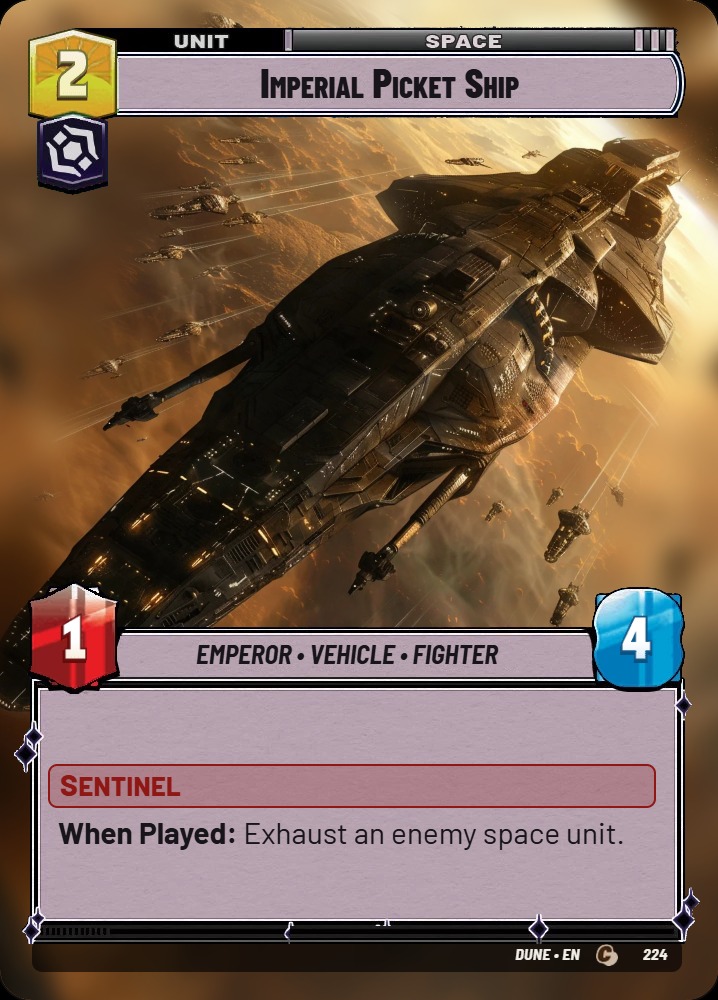 UNIT
SPACE
2
IMPERIAL PICKET SHIP
1
EMPEROR • VEHICLE • FIGHTER
4
SENTINEL
When Played: Exhaust an enemy space unit.
DUNE • EN C 224